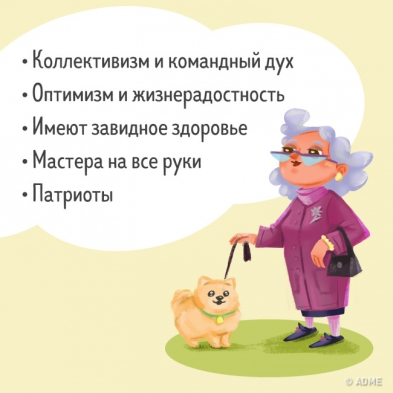 • Коллективизм и командный дух
• Оптимизм и жизнерадостность
• Имеют завидное здоровье
• Мастера на все руки
• Патриоты
© ADME